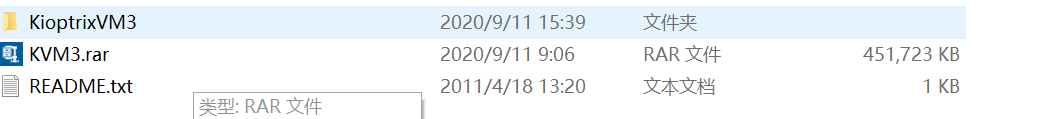 KioptrixVM3 2020/9/11 15:39 文件夹
KVM3.rar 2020/9/11 9:06 RAR 文件 451,723 KB
README.txt 2011/4/18 13:20 文本文档 1 KB
类型: RAR 文件